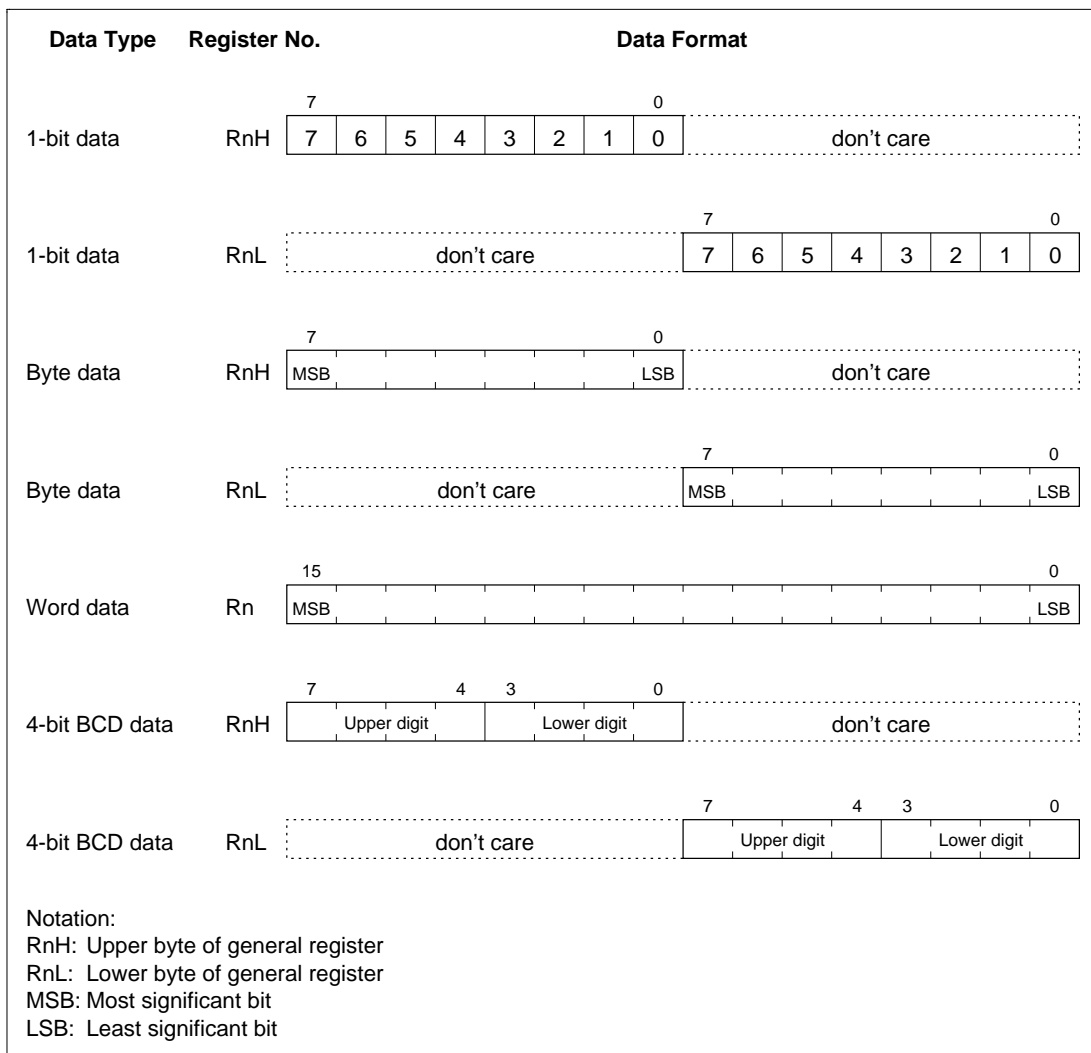 Data Type Register No. Data Format
7 0
1-bit data RnH 7 6 5 4 3 2 1 0 don't care
7 0
1-bit data RnL don't care 7 6 5 4 3 2 1 0
7 0
Byte data RnH MSB LSB don't care
7 0
Byte data RnL don't care MSB LSB
15 0
Word data Rn MSB LSB
7 4 3 0
4-bit BCD data RnH Upper digit Lower digit don't care
7 4 3 0
4-bit BCD data RnL don't care Upper digit Lower digit
Notation:
RnH: Upper byte of general register
RnL: Lower byte of general register
MSB: Most significant bit
LSB: Least significant bit